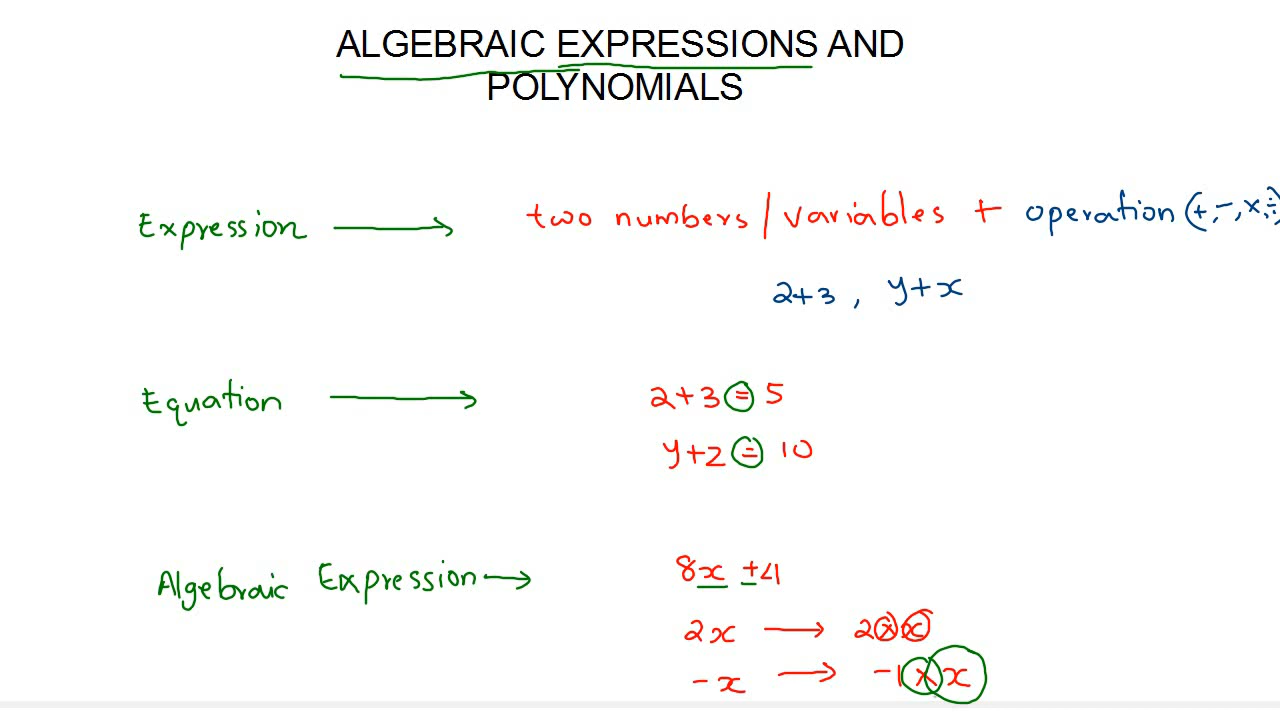 ALGEBRAIC EXPRESSIONS AND
POLYNOMIALS
Expression → two numbers / variables + operation (+, -, ×, ÷)
2+3 , y+x
Equation → 2+3 = 5
y+2 = 10
Algebraic Expression → 8x +4
2x → 2×x
-x → -1×x